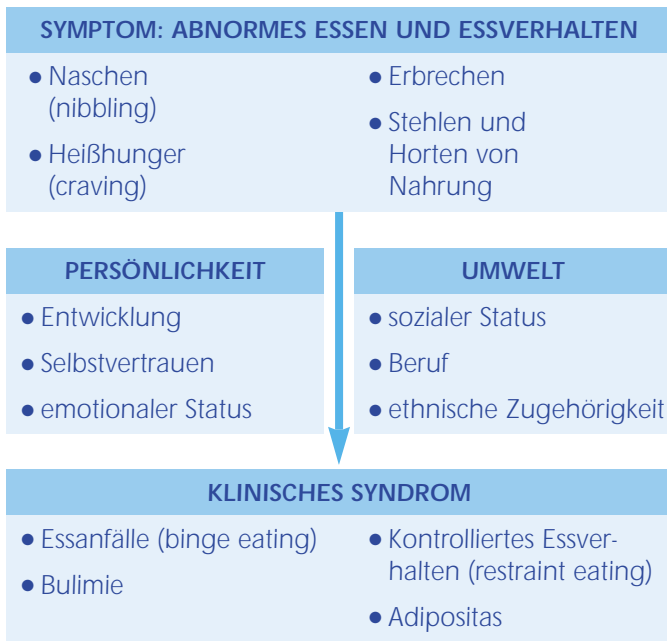 SYMPTOM: ABNORMES ESSEN UND ESSVERHALTEN
● Naschen
(nibbling)
● Heißhunger
(craving)
● Erbrechen
● Stehlen und
Horten von
Nahrung
PERSÖNLICHKEIT
● Entwicklung
● Selbstvertrauen
● emotionaler Status
UMWELT
● sozialer Status
● Beruf
● ethnische Zugehörigkeit
KLINISCHES SYNDROM
● Essanfälle (binge eating)
● Bulimie
● Kontrolliertes Essver-
halten (restraint eating)
● Adipositas